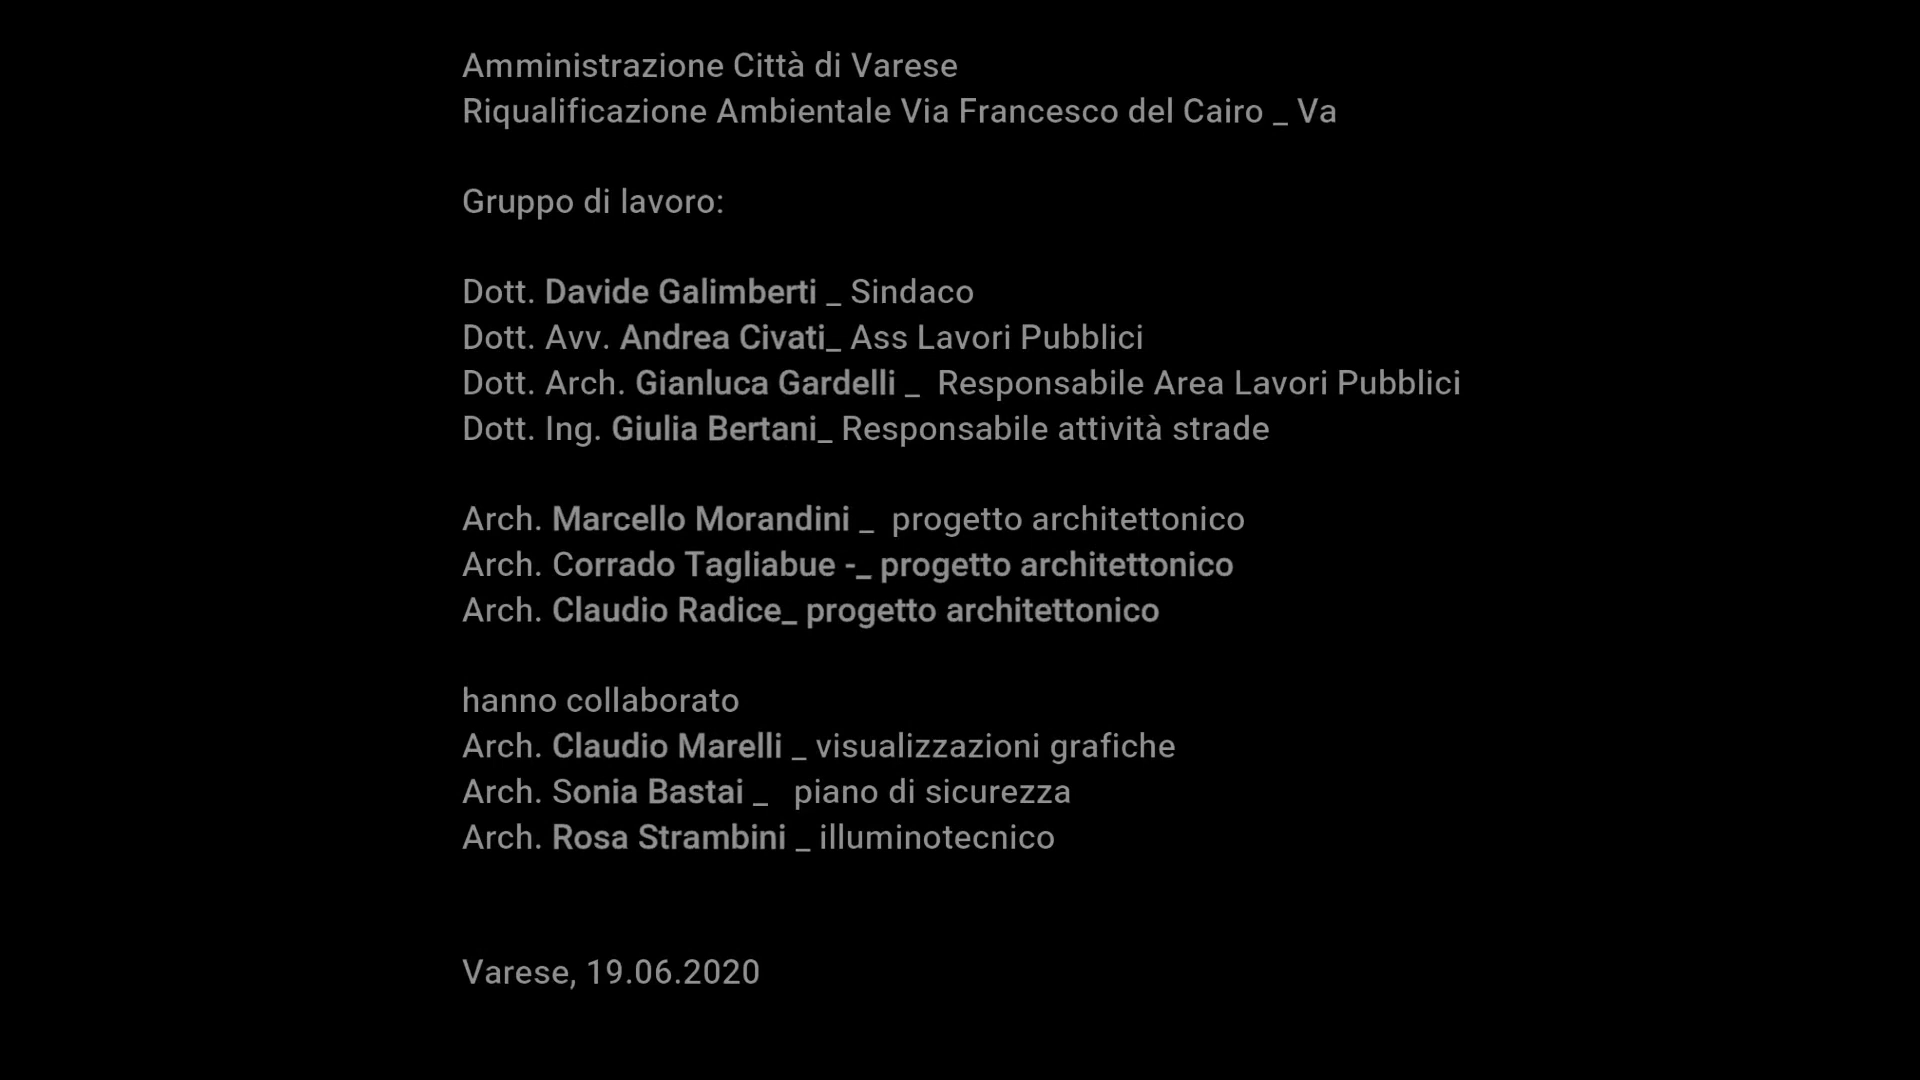 Amministrazione Città di Varese
Riqualificazione Ambientale Via Francesco del Cairo _ Va
Gruppo di lavoro:
Dott. Davide Galimberti _ Sindaco
Dott. Avv. Andrea Civati_ Ass Lavori Pubblici
Dott. Arch. Gianluca Gardelli _  Responsabile Area Lavori Pubblici
Dott. Ing. Giulia Bertani_ Responsabile attività strade
Arch. Marcello Morandini _  progetto architettonico
Arch. Corrado Tagliabue -_ progetto architettonico
Arch. Claudio Radice_ progetto architettonico
hanno collaborato
Arch. Claudio Marelli _ visualizzazioni grafiche
Arch. Sonia Bastai _   piano di sicurezza
Arch. Rosa Strambini _ illuminotecnico
Varese, 19.06.2020